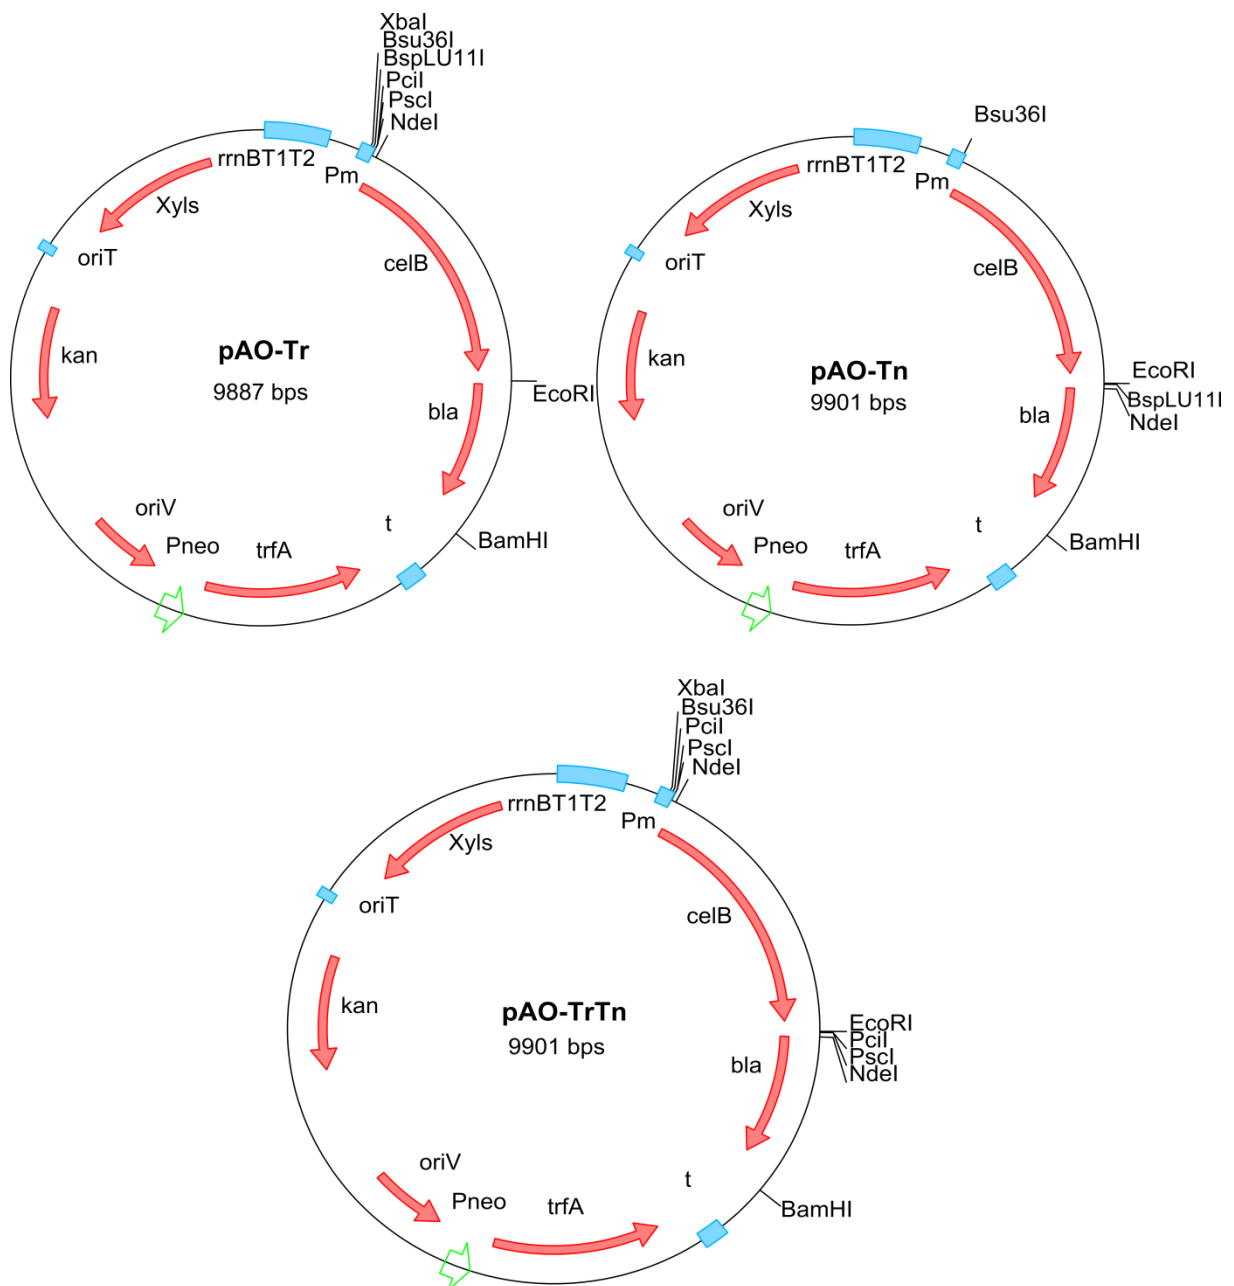 XbaI
Bsu36I
BspLU11I
PciI
PscI
NdeI
rrnBT1T2
Pm
Xyls
oriT
celB
kan
pAO-Tr
9887 bps
EcoRI
bla
oriV
Pneo
trfA
t
BamHI
Bsu36I
rrnBT1T2
Pm
Xyls
oriT
celB
kan
pAO-Tn
9901 bps
EcoRI
BspLU11I
NdeI
bla
oriV
Pneo
trfA
t
BamHI
XbaI
Bsu36I
PciI
PscI
NdeI
rrnBT1T2
Pm
Xyls
oriT
celB
kan
pAO-TrTn
9901 bps
EcoRI
PciI
PscI
NdeI
bla
oriV
Pneo
trfA
t
BamHI